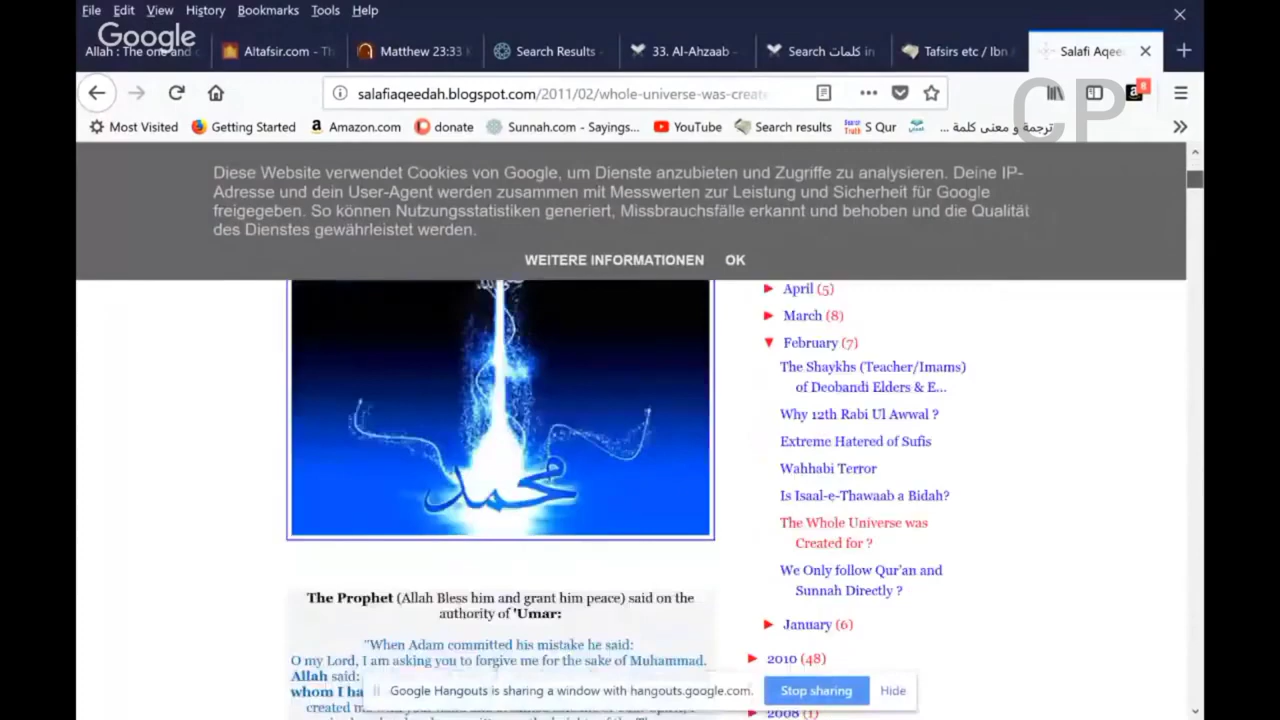 File Edit View History Bookmarks Tools Help
Google
Allah : The one and
Altafsir.com - Th
Matthew 23:33
Search Results
33. Al-Ahzaab -
Search كلمات in
Tafsirs etc / Ibn
Salafi Aqee
salafiaqeedah.blogspot.com/2011/02/whole-universe-was-create
8
CP
Most Visited Getting Started Amazon.com donate Sunnah.com - Sayings... YouTube Search results S Qur ترجمة و معنى كلمة ...
Diese Website verwendet Cookies von Google, um Dienste anzubieten und Zugriffe zu analysieren. Deine IP-
Adresse und dein User-Agent werden zusammen mit Messwerten zur Leistung und Sicherheit für Google
freigegeben. So können Nutzungsstatistiken generiert, Missbrauchsfälle erkannt und behoben und die Qualität
des Dienstes gewährleistet werden.
WEITERE INFORMATIONEN OK
محمد
April (5)
March (8)
February (7)
The Shaykhs (Teacher/Imams)
of Deobandi Elders & E...
Why 12th Rabi Ul Awwal ?
Extreme Hatered of Sufis
Wahhabi Terror
Is Isaal-e-Thawaab a Bidah?
The Whole Universe was
Created for ?
We Only follow Qur'an and
Sunnah Directly ?
January (6)
2010 (48)
2008 (1)
The Prophet (Allah Bless him and grant him peace) said on the
authority of 'Umar:
"When Adam committed his mistake he said:
O my Lord, I am asking you to forgive me for the sake of Muhammad.
Allah said:
whom I ha
Google Hangouts is sharing a window with hangouts.google.com.
Stop sharing
Hide